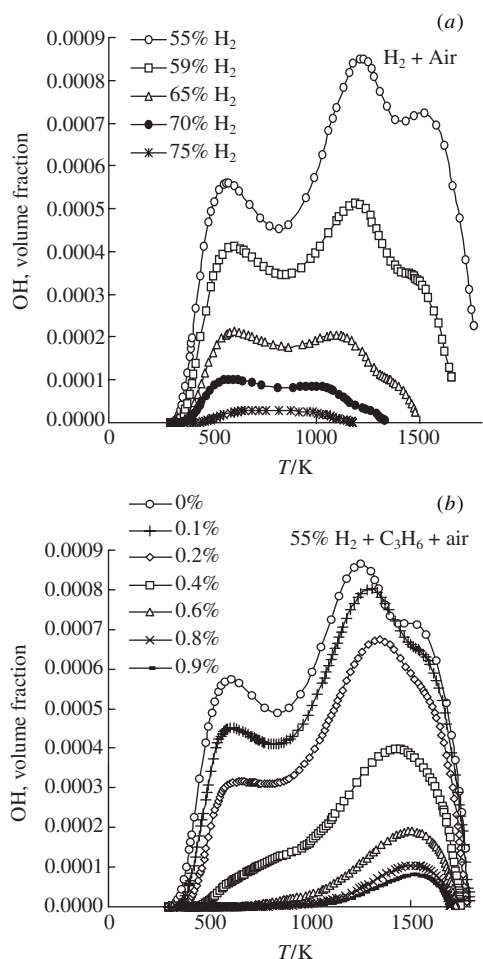 (a)
0.0009
0.0008
0.0007
0.0006
0.0005
0.0004
0.0003
0.0002
0.0001
0.0000
OH, volume fraction
55% H₂
59% H₂
65% H₂
70% H₂
75% H₂
H₂ + Air
0
500
1000
1500
T/K
(b)
0%
0.1%
0.2%
0.4%
0.6%
0.8%
0.9%
55% H₂ + C₃H₆ + air
0.0009
0.0008
0.0007
0.0006
0.0005
0.0004
0.0003
0.0002
0.0001
0.0000
OH, volume fraction
0
500
1000
1500
T/K